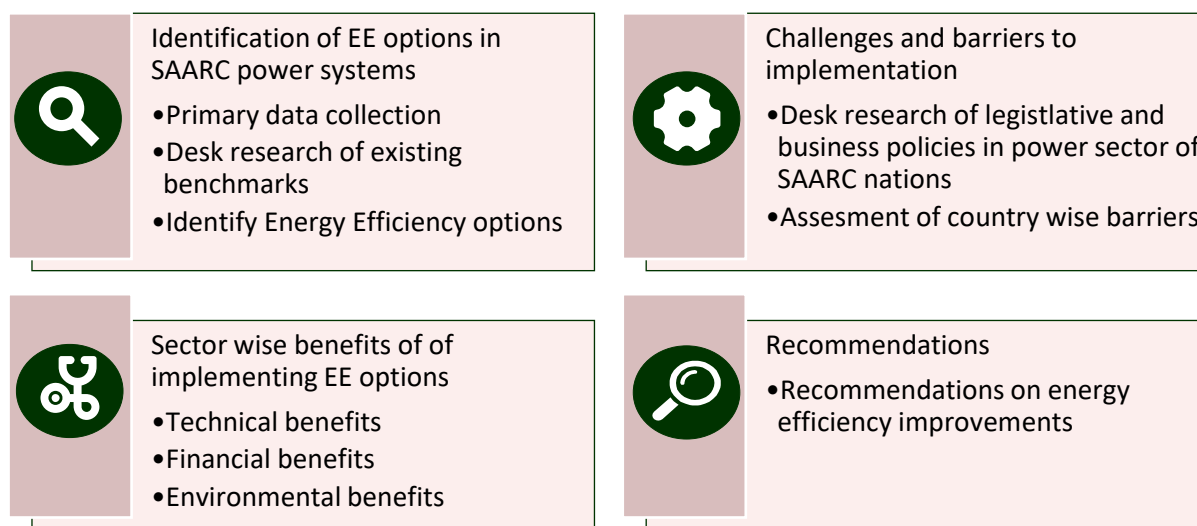 Identification of EE options in
SAARC power systems
•Primary data collection
•Desk research of existing
benchmarks
•Identify Energy Efficiency options
Challenges and barriers to
implementation
•Desk research of legistlative and
business policies in power sector of
SAARC nations
•Assesment of country wise barriers
Sector wise benefits of of
implementing EE options
•Technical benefits
•Financial benefits
•Environmental benefits
Recommendations
•Recommendations on energy
efficiency improvements